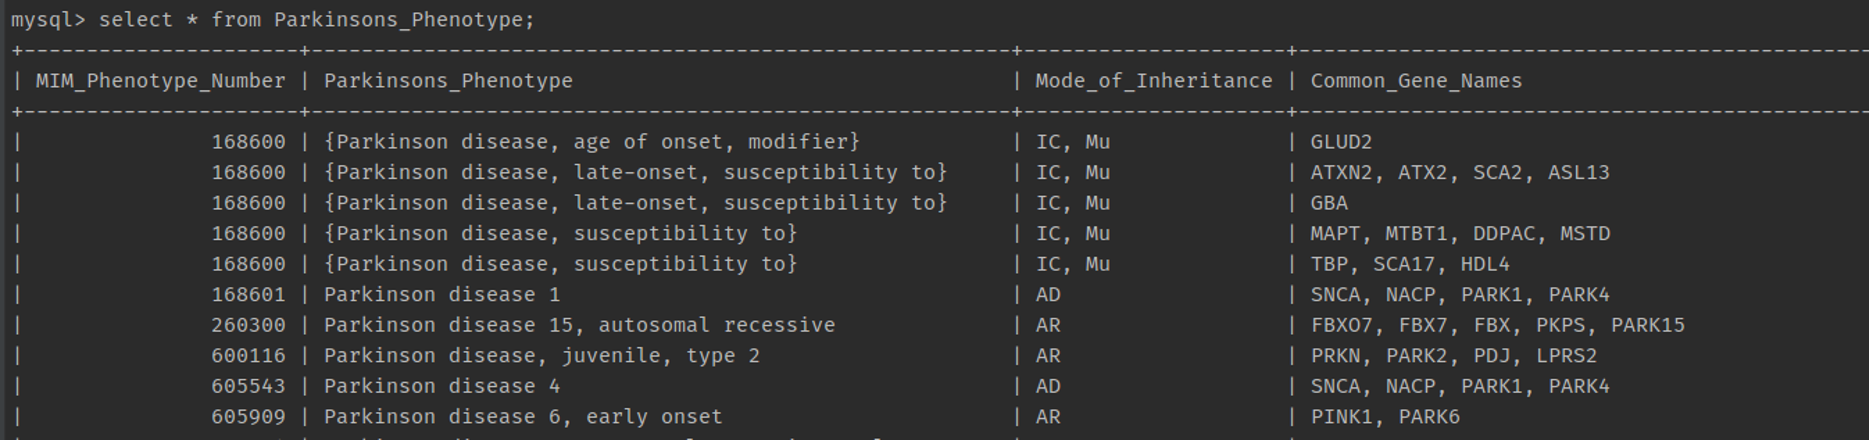 mysql> select * from Parkinsons_Phenotype;
+----------------------+--------------------------------------------------------+---------------------+----------------------------------------------
| MIM_Phenotype_Number | Parkinsons_Phenotype                                   | Mode_of_Inheritance | Common_Gene_Names
+----------------------+--------------------------------------------------------+---------------------+----------------------------------------------
|               168600 | {Parkinson disease, age of onset, modifier}            | IC, Mu              | GLUD2
|               168600 | {Parkinson disease, late-onset, susceptibility to}     | IC, Mu              | ATXN2, ATX2, SCA2, ASL13
|               168600 | {Parkinson disease, late-onset, susceptibility to}     | IC, Mu              | GBA
|               168600 | {Parkinson disease, susceptibility to}                 | IC, Mu              | MAPT, MTBT1, DDPAC, MSTD
|               168600 | {Parkinson disease, susceptibility to}                 | IC, Mu              | TBP, SCA17, HDL4
|               168601 | Parkinson disease 1                                    | AD                  | SNCA, NACP, PARK1, PARK4
|               260300 | Parkinson disease 15, autosomal recessive              | AR                  | FBXO7, FBX7, FBX, PKPS, PARK15
|               600116 | Parkinson disease, juvenile, type 2                    | AR                  | PRKN, PARK2, PDJ, LPRS2
|               605543 | Parkinson disease 4                                    | AD                  | SNCA, NACP, PARK1, PARK4
|               605909 | Parkinson disease 6, early onset                       | AR                  | PINK1, PARK6